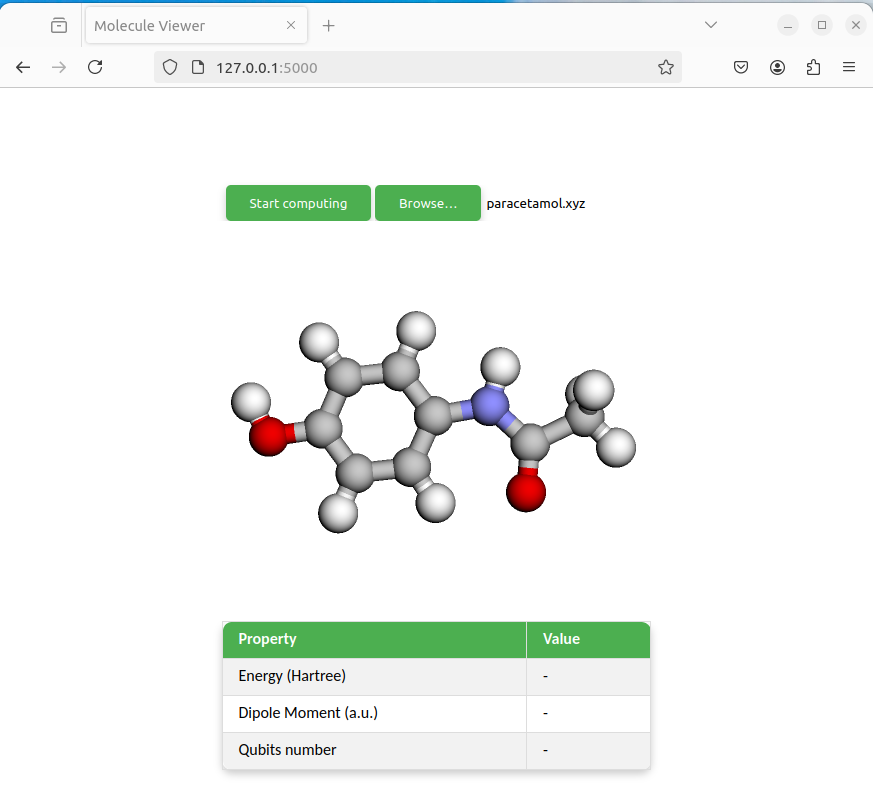 Molecule Viewer
127.0.0.1:5000
Start computing Browse... paracetamol.xyz
Property Value
Energy (Hartree) -
Dipole Moment (a.u.) -
Qubits number -